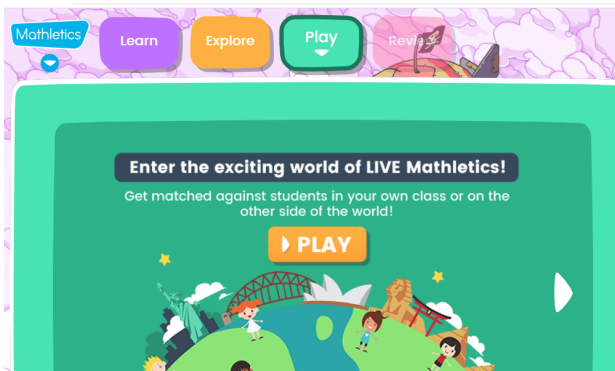 Mathletics
Learn
Explore
Play
Enter the exciting world of LIVE Mathletics!
Get matched against students in your own class or on the
other side of the world!
PLAY